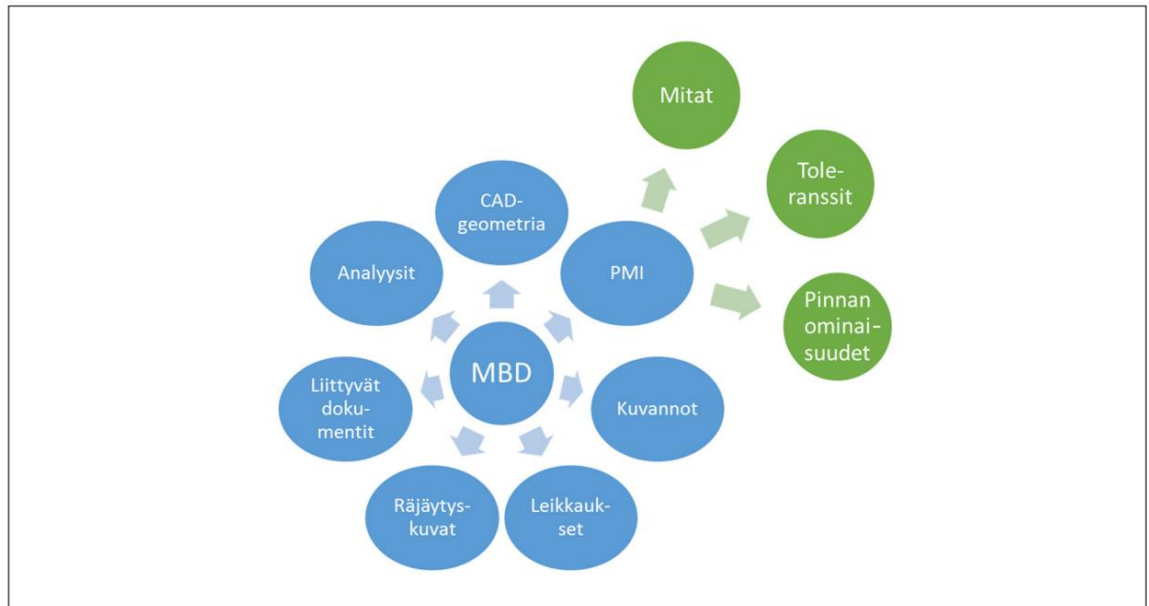 Mitat
Tole-
ranssit
Pinnan
ominai-
suudet
CAD-
geometria
PMI
Analyysit
MBD
Liittyvät
doku-
mentit
Kuvannot
Räjäytys-
kuvat
Leikkauk-
set